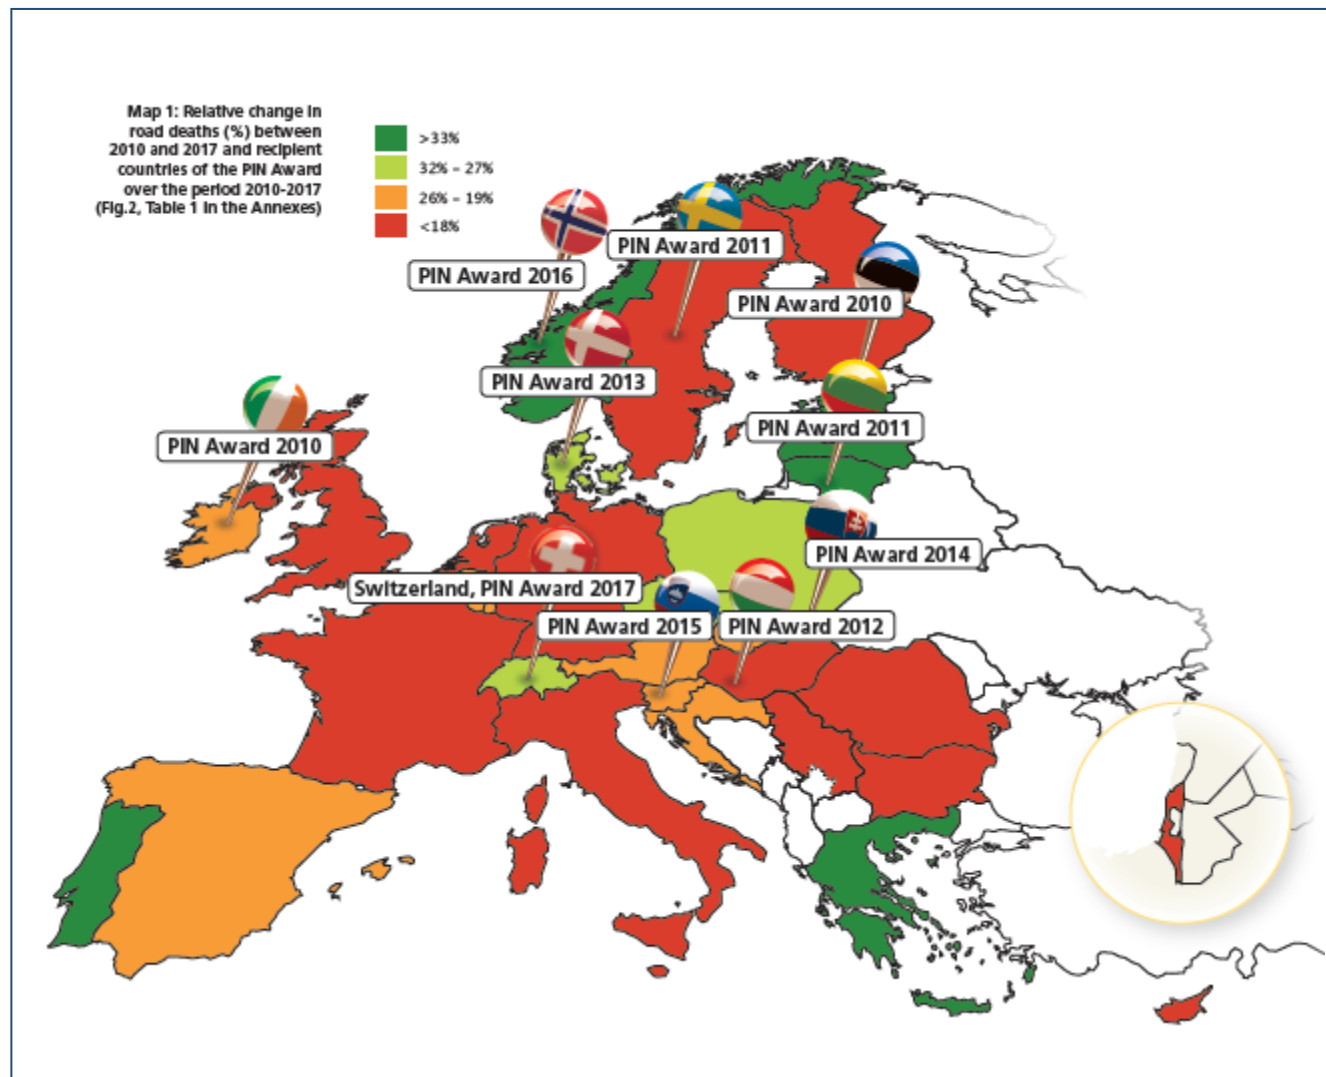 Map 1: Relative change in
road deaths (%) between
2010 and 2017 and recipient
countries of the PIN Award
over the period 2010-2017
(Fig.2, Table 1 in the Annexes)
>33%
32% – 27%
26% – 19%
<18%
PIN Award 2011
PIN Award 2016
PIN Award 2010
PIN Award 2013
PIN Award 2011
PIN Award 2010
PIN Award 2014
Switzerland, PIN Award 2017
PIN Award 2015
PIN Award 2012